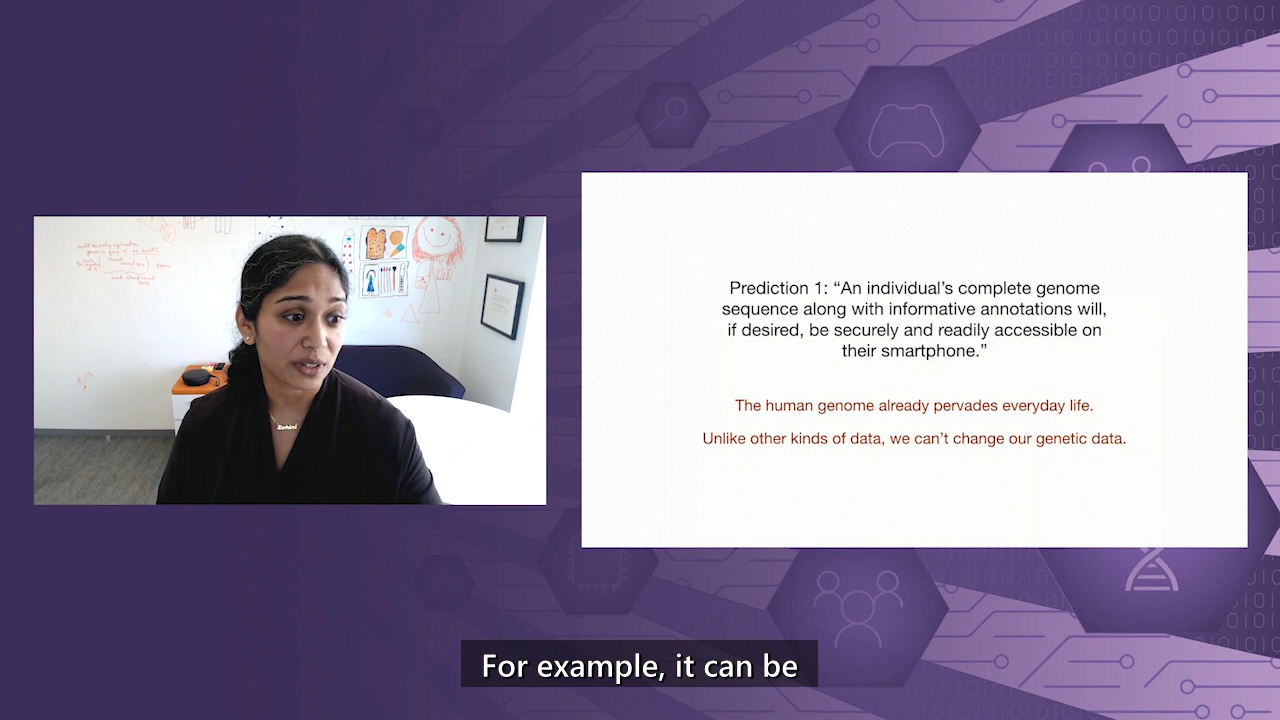 Prediction 1: “An individual’s complete genome
sequence along with informative annotations will,
if desired, be securely and readily accessible on
their smartphone.”
The human genome already pervades everyday life.
Unlike other kinds of data, we can’t change our genetic data.
For example, it can be